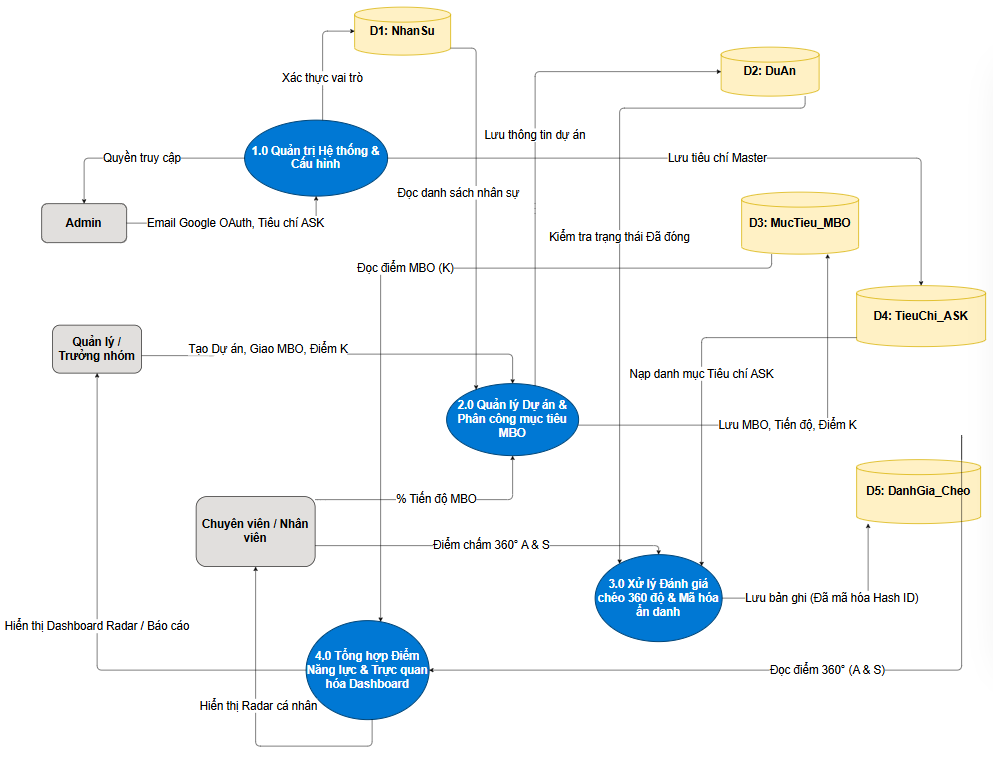 D1: NhanSu
D2: DuAn
Xác thực vai trò
Lưu thông tin dự án
1.0 Quản trị Hệ thống &
Cấu hình
Quyền truy cập
Lưu tiêu chí Master
Đọc danh sách nhân sự
Admin
Email Google OAuth, Tiêu chí ASK
D3: MucTieu_MBO
Kiểm tra trạng thái Đã đóng
Đọc điểm MBO (K)
D4: TieuChi_ASK
Quản lý /
Trưởng nhóm
Tạo Dự án, Giao MBO, Điểm K
Nạp danh mục Tiêu chí ASK
2.0 Quản lý Dự án &
Phân công mục tiêu
MBO
Lưu MBO, Tiến độ, Điểm K
D5: DanhGia_Cheo
% Tiến độ MBO
Chuyên viên / Nhân
viên
Điểm chấm 360° A & S
3.0 Xử lý Đánh giá
chéo 360 độ & Mã hóa
ẩn danh
Lưu bản ghi (Đã mã hóa Hash ID)
Hiển thị Dashboard Radar / Báo cáo
4.0 Tổng hợp Điểm
Năng lực & Trực quan
hóa Dashboard
Đọc điểm 360° (A & S)
Hiển thị Radar cá nhân